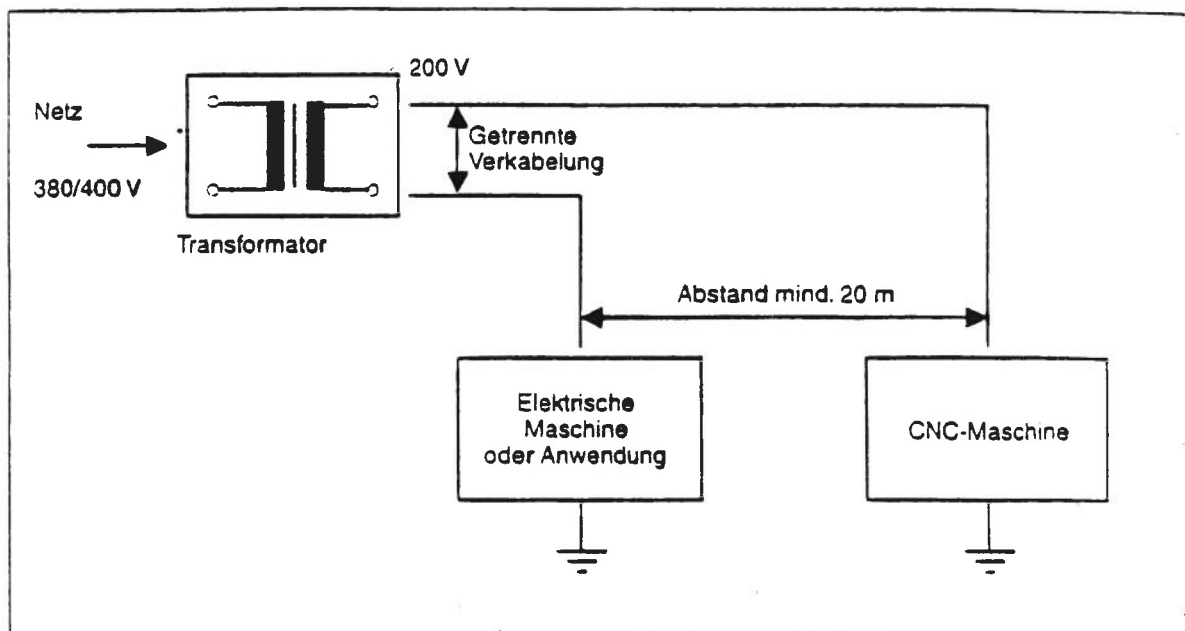 200 V
Netz
380/400 V
Getrennte
Verkabelung
Transformator
Abstand mind. 20 m
Elektrische
Maschine
oder Anwendung
CNC-Maschine